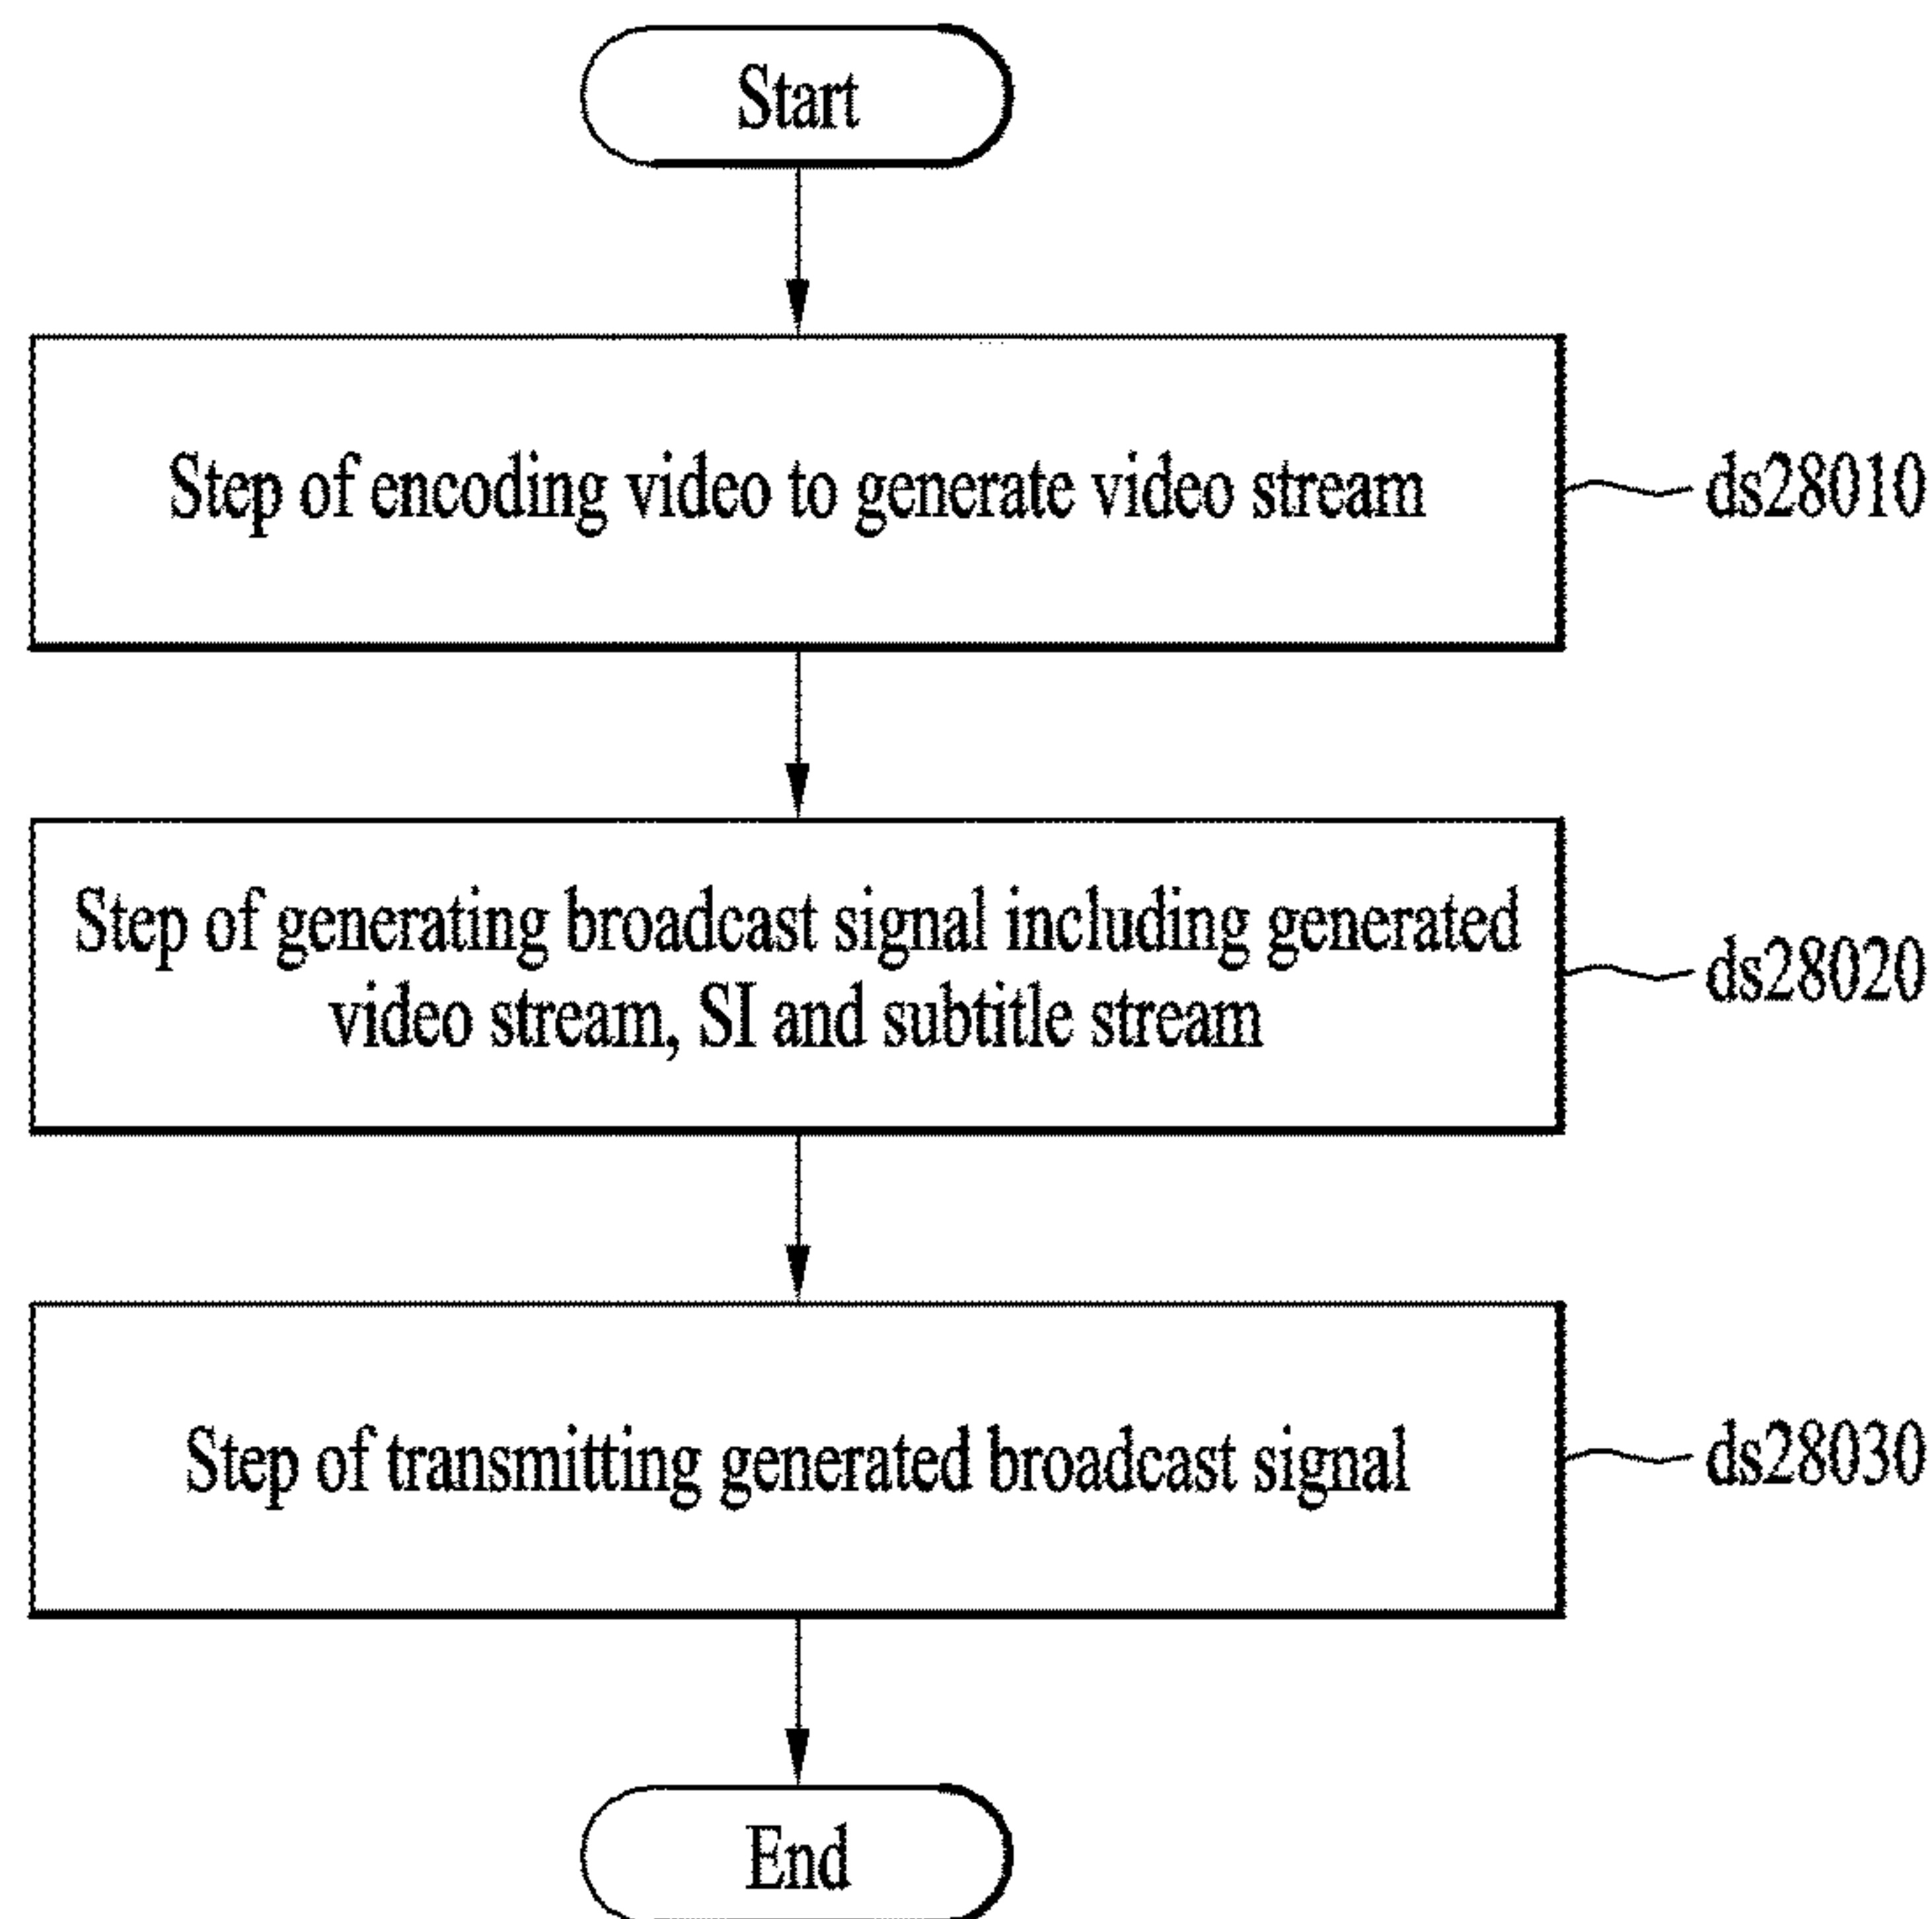 Start
Step of encoding video to generate video stream
ds28010
Step of generating broadcast signal including generated
video stream, SI and subtitle stream
ds28020
Step of transmitting generated broadcast signal
ds28030
End